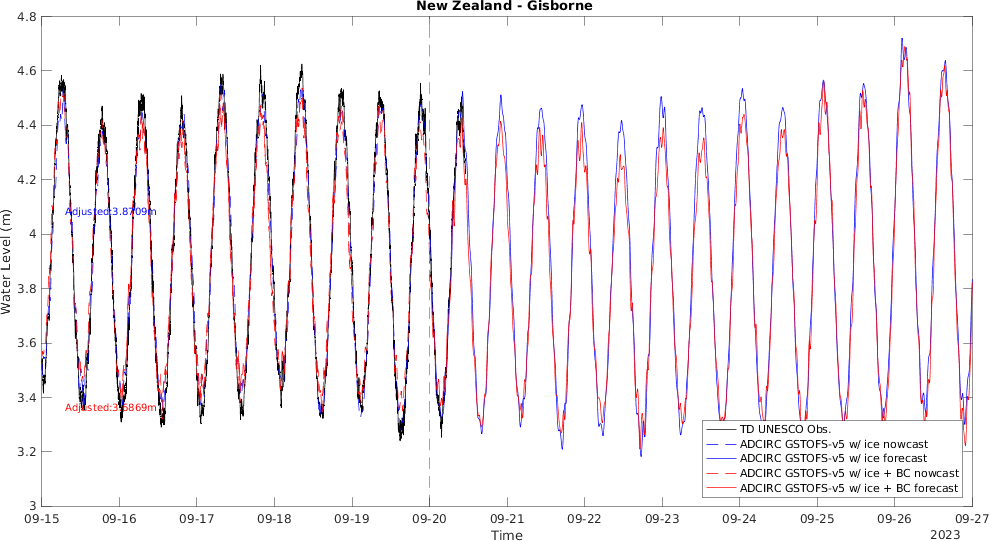 New Zealand - Gisborne
4.8
4.6
4.4
4.2
4
3.8
3.6
3.4
3.2
3
Water Level (m)
Adjusted:3.8709m
Adjusted:3.6869m
TD UNESCO Obs.
ADCIRC GSTOFS-v5 w/ ice nowcast
ADCIRC GSTOFS-v5 w/ ice forecast
ADCIRC GSTOFS-v5 w/ ice + BC nowcast
ADCIRC GSTOFS-v5 w/ ice + BC forecast
09-15 09-16 09-17 09-18 09-19 09-20 09-21 09-22 09-23 09-24 09-25 09-26 09-27
Time
2023